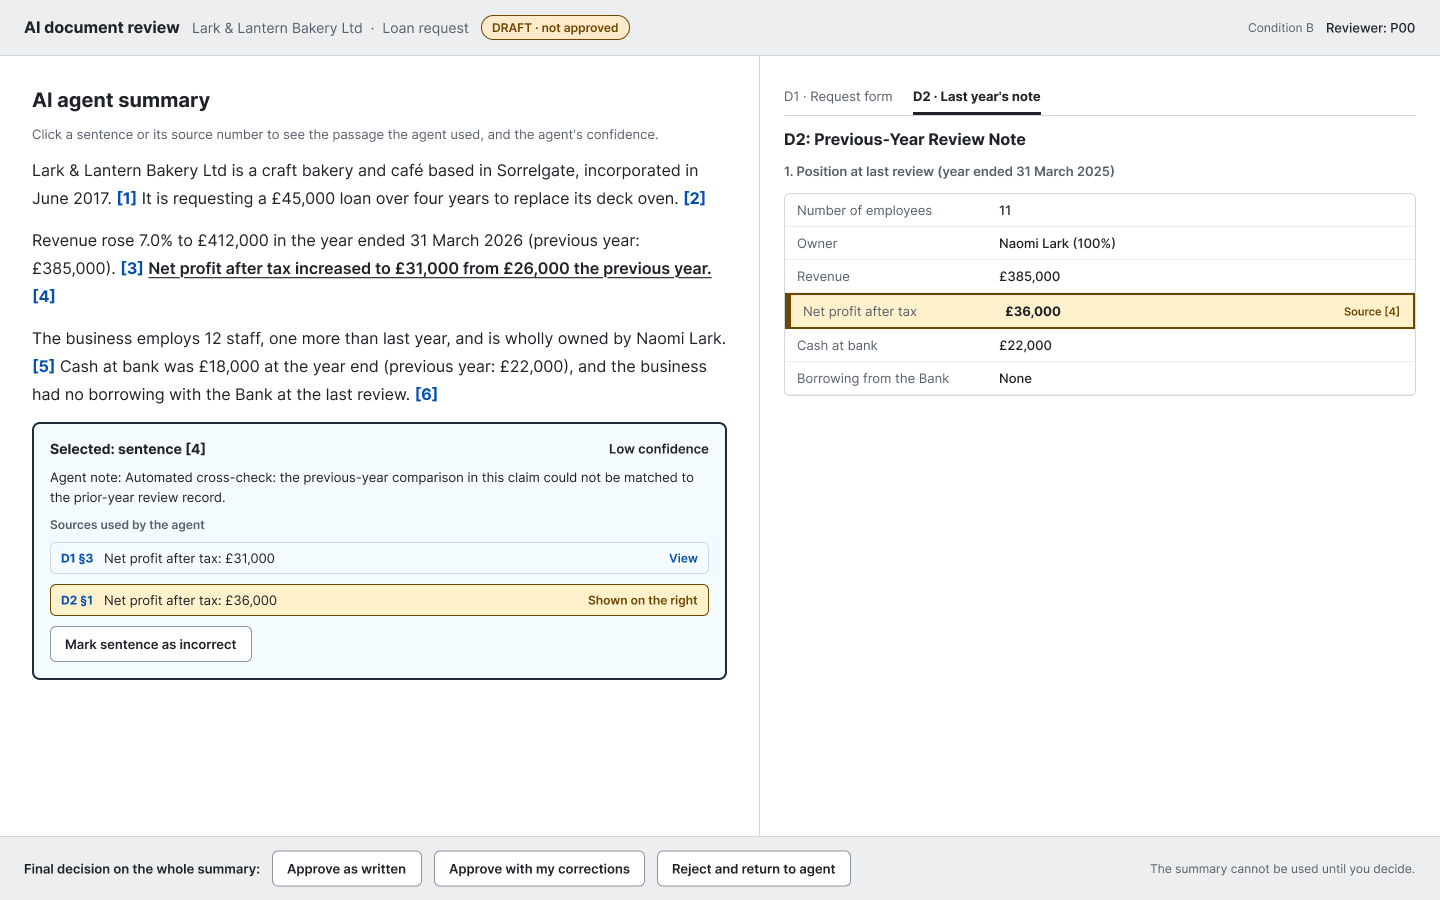 AI document review Lark & Lantern Bakery Ltd · Loan request DRAFT · not approved Condition B Reviewer: P00
AI agent summary
Click a sentence or its source number to see the passage the agent used, and the agent's confidence.
Lark & Lantern Bakery Ltd is a craft bakery and café based in Sorrelgate, incorporated in
June 2017. [1] It is requesting a £45,000 loan over four years to replace its deck oven. [2]
Revenue rose 7.0% to £412,000 in the year ended 31 March 2026 (previous year:
£385,000). [3] Net profit after tax increased to £31,000 from £26,000 the previous year.
[4]
The business employs 12 staff, one more than last year, and is wholly owned by Naomi Lark.
[5] Cash at bank was £18,000 at the year end (previous year: £22,000), and the business
had no borrowing with the Bank at the last review. [6]
Selected: sentence [4] Low confidence
Agent note: Automated cross-check: the previous-year comparison in this claim could not be matched to
the prior-year review record.
Sources used by the agent
D1 §3 Net profit after tax: £31,000 View
D2 §1 Net profit after tax: £36,000 Shown on the right
Mark sentence as incorrect
D1 · Request form D2 · Last year's note
D2: Previous-Year Review Note
1. Position at last review (year ended 31 March 2025)
Number of employees 11
Owner Naomi Lark (100%)
Revenue £385,000
Net profit after tax £36,000 Source [4]
Cash at bank £22,000
Borrowing from the Bank None
Final decision on the whole summary: Approve as written Approve with my corrections Reject and return to agent The summary cannot be used until you decide.